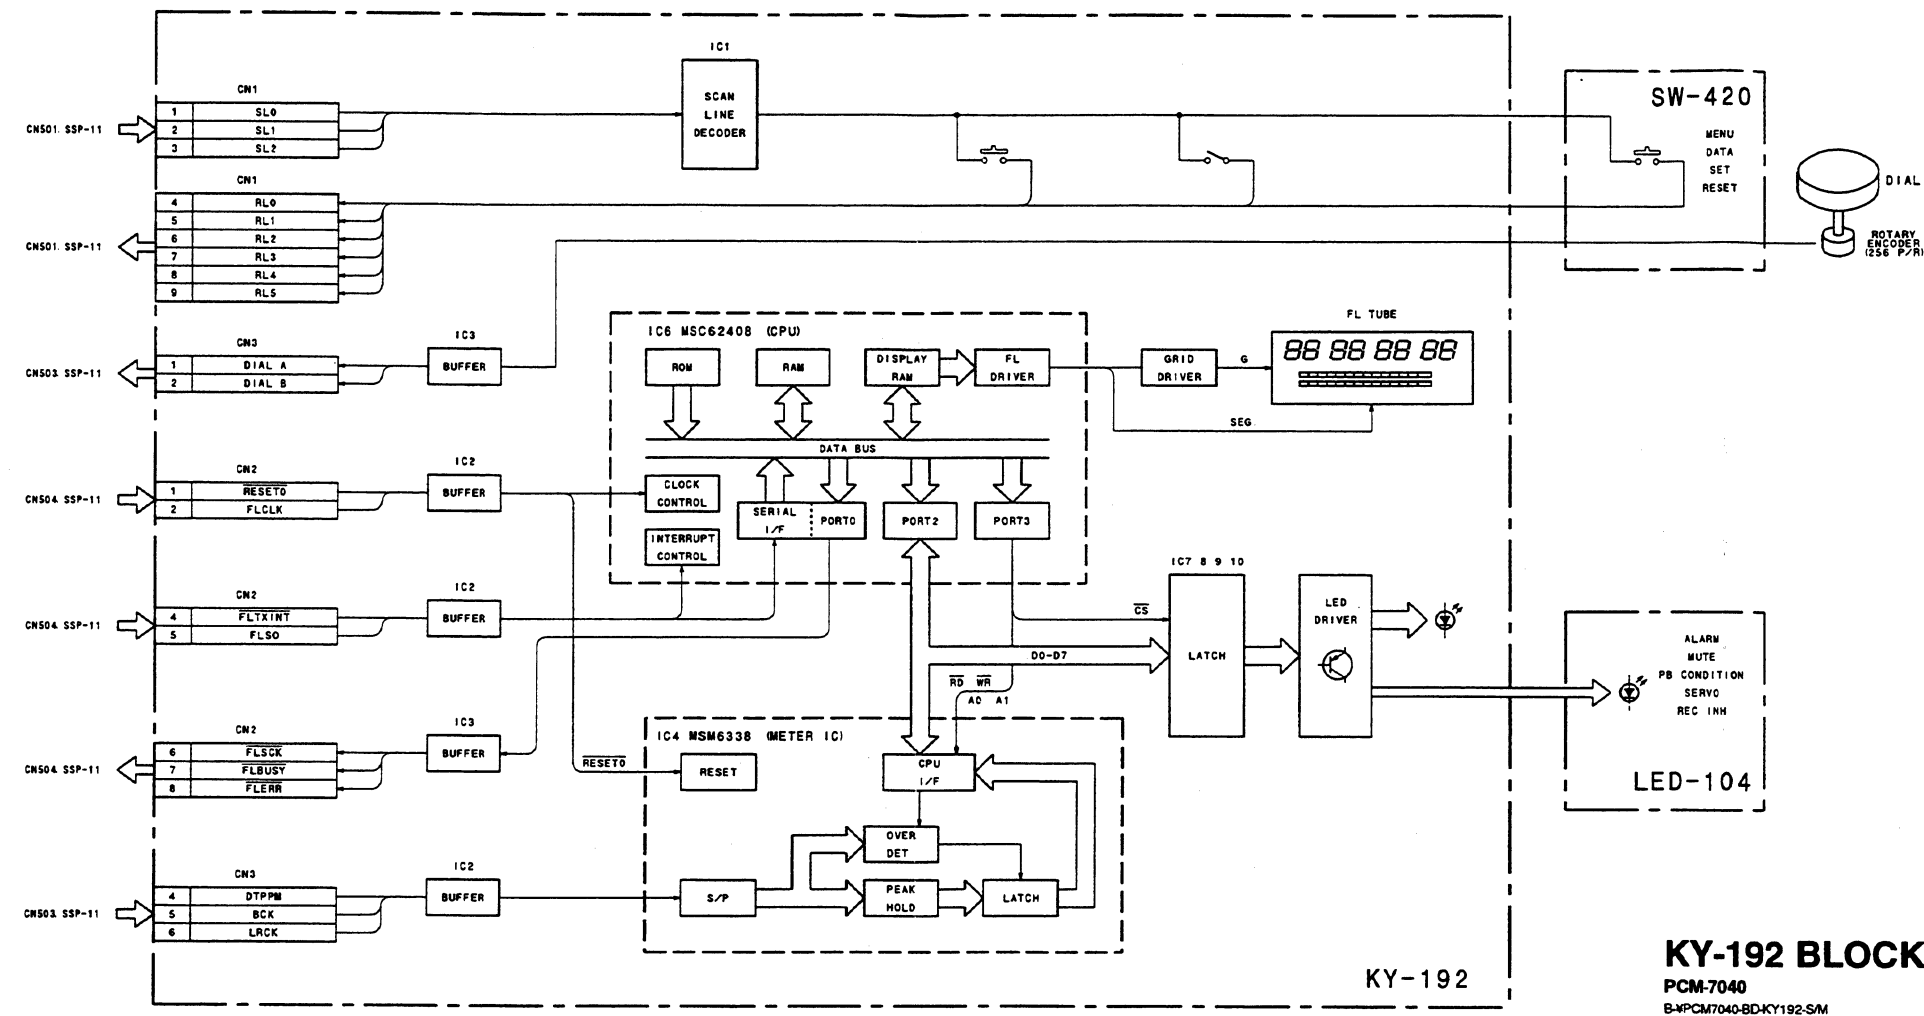 IC1
SCAN
LINE
DECODER
CN1
1 SL0
2 SL1
3 SL2
CN501. SSP-11
CN1
4 RL0
5 RL1
6 RL2
7 RL3
8 RL4
9 RL5
CN501. SSP-11
SW-420
MENU
DATA
SET
RESET
DIAL
ROTARY
ENCODER
(256 P/R)
CN3
1 DIAL A
2 DIAL B
CN503. SSP-11
IC3
BUFFER
IC6 MSC62408 (CPU)
ROM
RAM
DISPLAY
RAM
FL
DRIVER
GRID
DRIVER
G
FL TUBE
88 88 88 88
SEG
DATA BUS
CN2
1 RESET0
2 FLCLK
CN504. SSP-11
IC2
BUFFER
CLOCK
CONTROL
INTERRUPT
CONTROL
SERIAL
I/F
PORT0
PORT2
PORT3
CN2
4 FLTXINT
5 FLSO
CN504. SSP-11
IC2
BUFFER
CS
D0-D7
RD WR
A0 A1
IC7 8 9 10
LATCH
LED
DRIVER
ALARM
MUTE
PB CONDITION
SERVO
REC INH
LED-104
CN2
6 FLSCK
7 FLBUSY
8 FLERR
CN504. SSP-11
IC3
BUFFER
IC4 MSM6338 (METER IC)
RESET0
RESET
CPU
I/F
OVER
DET
PEAK
HOLD
LATCH
S/P
CN3
4 DTPPM
5 BCK
6 LRCK
CN503. SSP-11
IC2
BUFFER
KY-192
KY-192 BLOCK
PCM-7040
B-¥PCM7040-BD-KY192-S/M